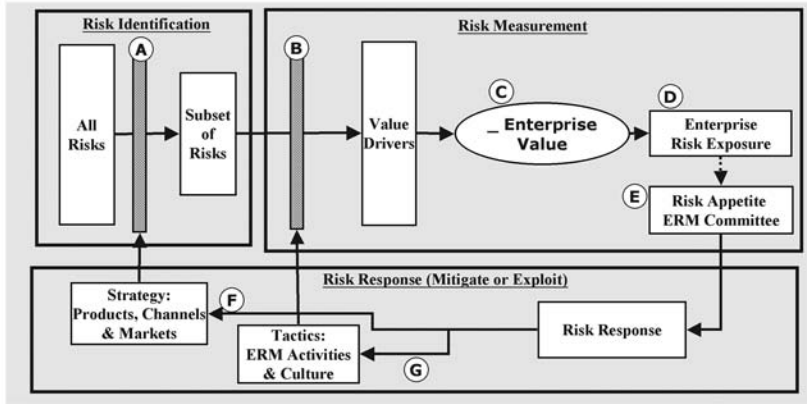 Risk Identification
Risk Measurement
A
B
C
D
All
Risks
Subset
of
Risks
Value
Drivers
_ Enterprise
Value
Enterprise
Risk Exposure
E
Risk Appetite
ERM Committee
Risk Response (Mitigate or Exploit)
Strategy:
Products, Channels
& Markets
F
Tactics:
ERM Activities
& Culture
G
Risk Response